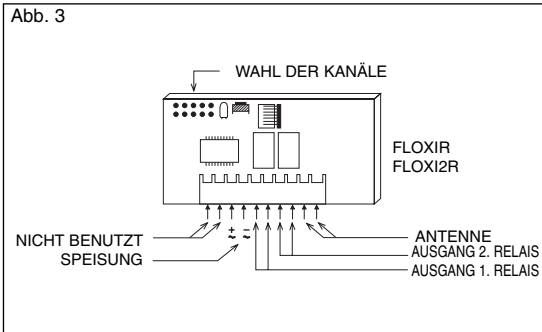 Abb. 3
WAHL DER KANÄLE
FLOXIR
FLOXI2R
+ −
~ ~
NICHT BENUTZT
SPEISUNG
ANTENNE
AUSGANG 2. RELAIS
AUSGANG 1. RELAIS